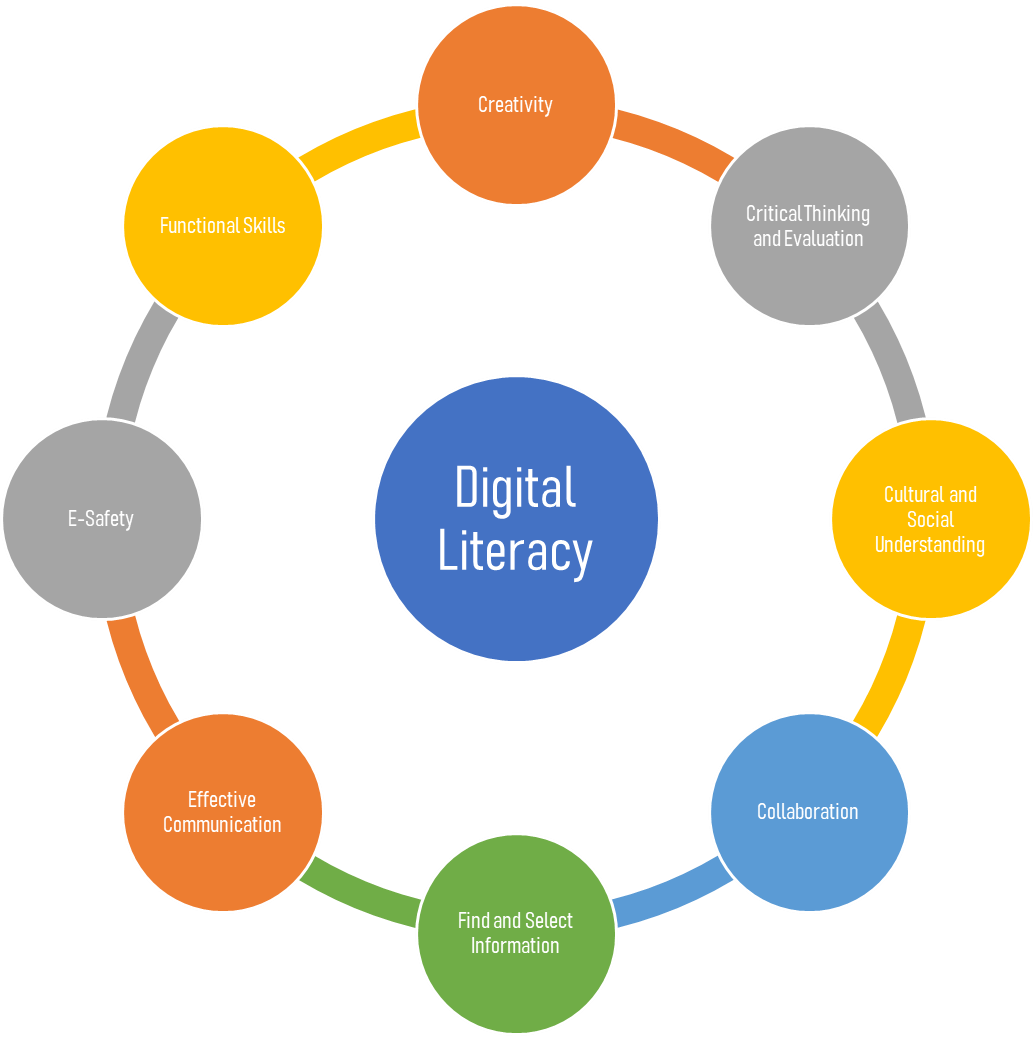 Creativity
Critical Thinking
and Evaluation
Cultural and
Social
Understanding
Collaboration
Find and Select
Information
Effective
Communication
E-Safety
Functional Skills
Digital
Literacy